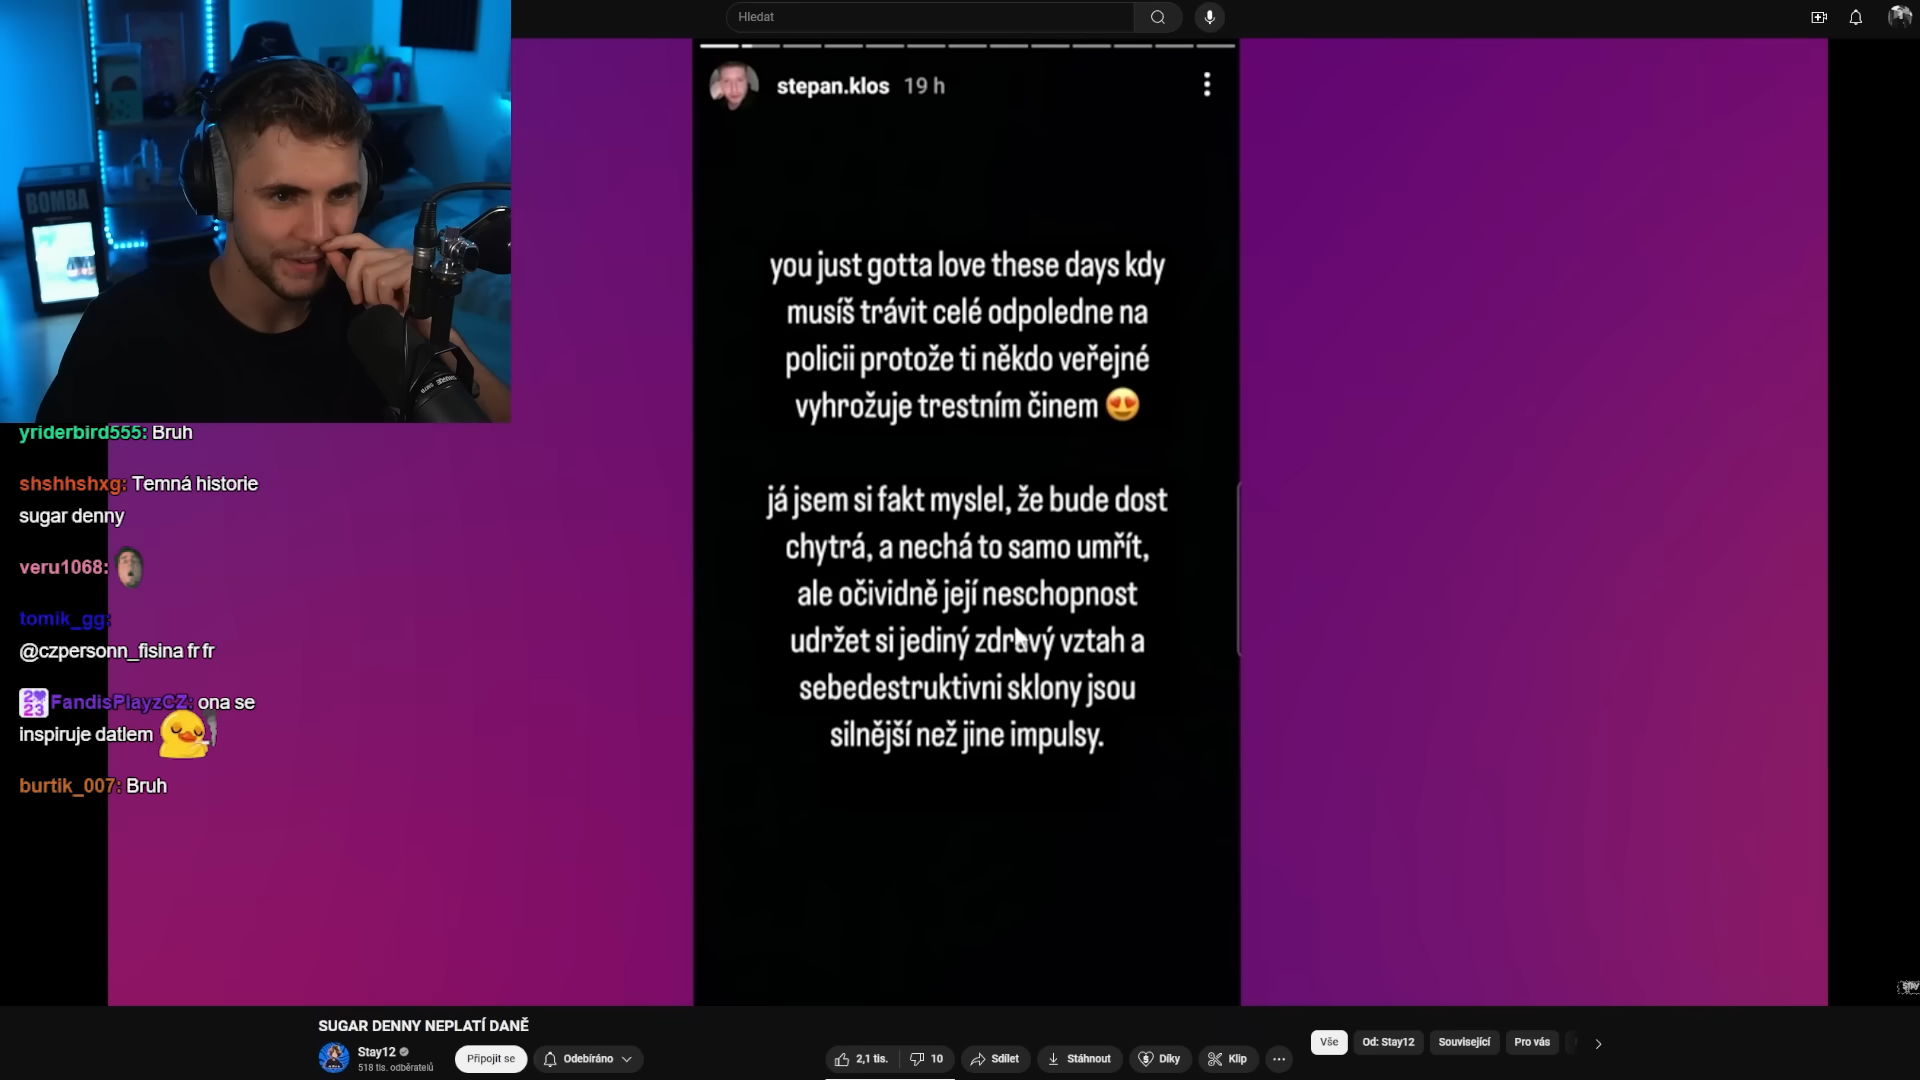 Hledat
stepan.klos 19 h
BOMBA
you just gotta love these days kdy
musíš trávit celé odpoledne na
policii protože ti někdo veřejné
vyhrožuje trestním činem 😍
já jsem si fakt myslel, že bude dost
chytrá, a nechá to samo umřít,
ale očividně její neschopnost
udržet si jediný zdravý vztah a
sebedestruktivni sklony jsou
silnější než jine impulsy.
yriderbird555: Bruh
shshhshxg: Temná historie
sugar denny
veru1068:
tomik_gg:
@czpersonn_fisina fr fr
2 23 FandisPlayzCZ: ona se
inspiruje datlem
burtik_007: Bruh
SUGAR DENNY NEPLATÍ DANĚ
Stay12
518 tis. odběratelů
Připojit se
Odebíráno
2,1 tis.
10
Sdílet
Stáhnout
Díky
Klip
Vše
Od: Stay12
Související
Pro vás